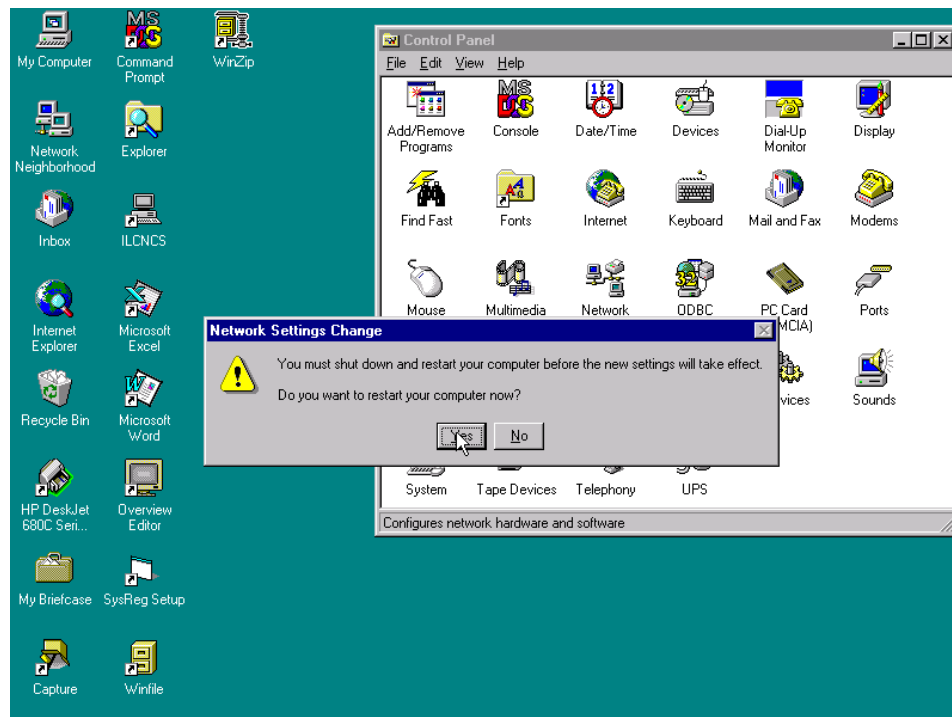 My Computer
Command
Prompt
WinZip
Network
Neighborhood
Explorer
Inbox
ILCNCS
Internet
Explorer
Microsoft
Excel
Recycle Bin
Microsoft
Word
HP DeskJet
680C Seri...
Overview
Editor
My Briefcase
SysReg Setup
Capture
Winfile
Control Panel
File Edit View Help
Add/Remove
Programs
Console
Date/Time
Devices
Dial-Up
Monitor
Display
Find Fast
Fonts
Internet
Keyboard
Mail and Fax
Modems
Mouse
Multimedia
Network
ODBC
PC Card
MCIA)
Ports
vices
Sounds
System
Tape Devices
Telephony
UPS
Configures network hardware and software
Network Settings Change
You must shut down and restart your computer before the new settings will take effect.
Do you want to restart your computer now?
Yes
No